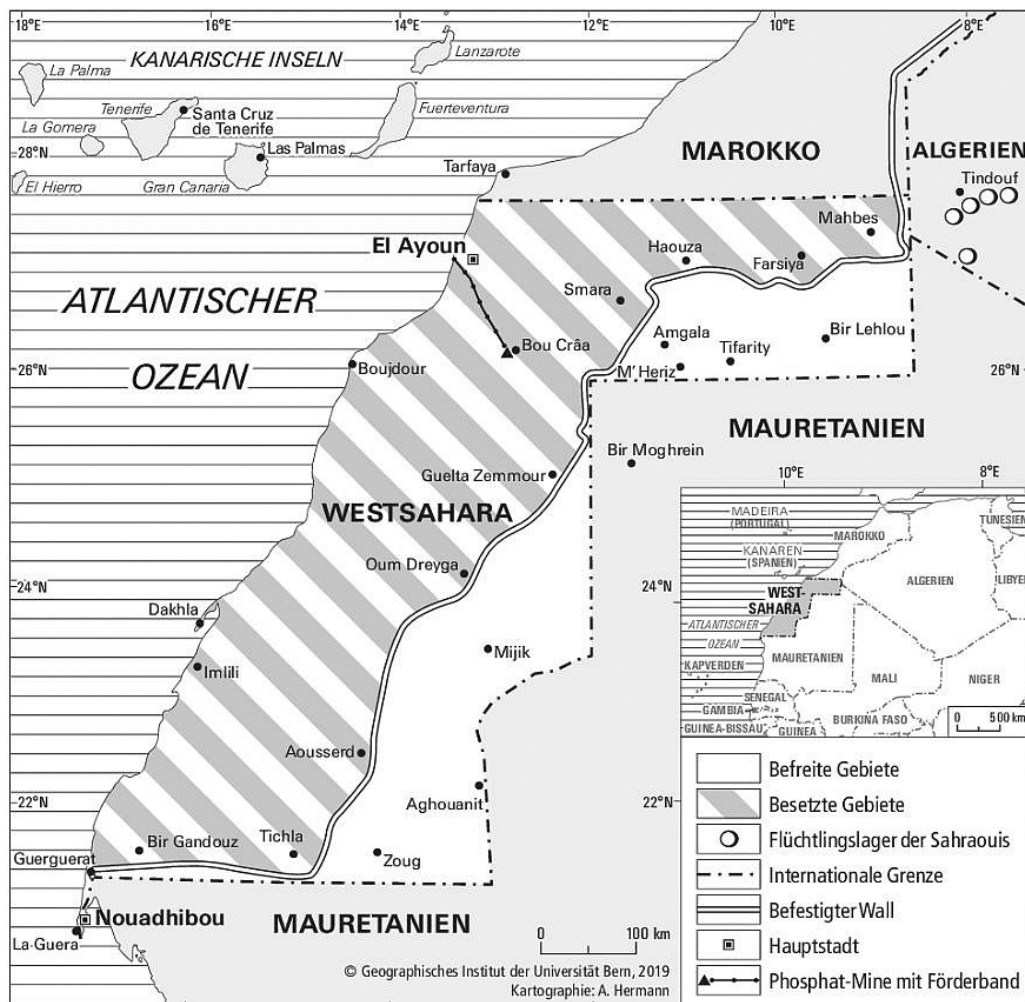 18°W
16°E
14°E
12°E
10°E
8°E
KANARISCHE INSELN
Lanzarote
La Palma
Tenerife
Santa Cruz
de Tenerife
Fuerteventura
La Gomera
28°N
Las Palmas
El Hierro
Gran Canaria
Tarfaya
MAROKKO
ALGERIEN
Tindouf
Mahbes
El Ayoun
Haouza
Farsiya
Smara
ATLANTISCHER
OZEAN
Amgala
Bir Lehlou
Tifarity
M' Heriz
Bou Crâa
Boujdour
26°N
26°N
MAURETANIEN
Bir Moghrein
Guelta Zemmour
WESTSAHARA
Oum Dreyga
24°N
24°N
Dakhla
Imlili
Mijik
Aousserd
Aghouanit
22°N
22°N
Bir Gandouz
Tichla
Zoug
Guerguerat
Nouadhibou
La Guera
MAURETANIEN
0 100 km
© Geographisches Institut der Universität Bern, 2019
Kartographie: A. Hermann
10°E
8°E
MADEIRA
(PORTUGAL)
TUNESIEN
MAROKKO
KANAREN
(SPANIEN)
ALGERIEN
LIBYEN
WEST-
SAHARA
ATLANTISCHER
OZEAN
MAURETANIEN
KAPVERDEN
MALI
NIGER
SENEGAL
GAMBIA
GUINEA-BISSAU
GUINEA
BURKINA FASO
0 500 km
Befreite Gebiete
Besetzte Gebiete
Flüchtlingslager der Sahraouis
Internationale Grenze
Befestigter Wall
Hauptstadt
Phosphat-Mine mit Förderband